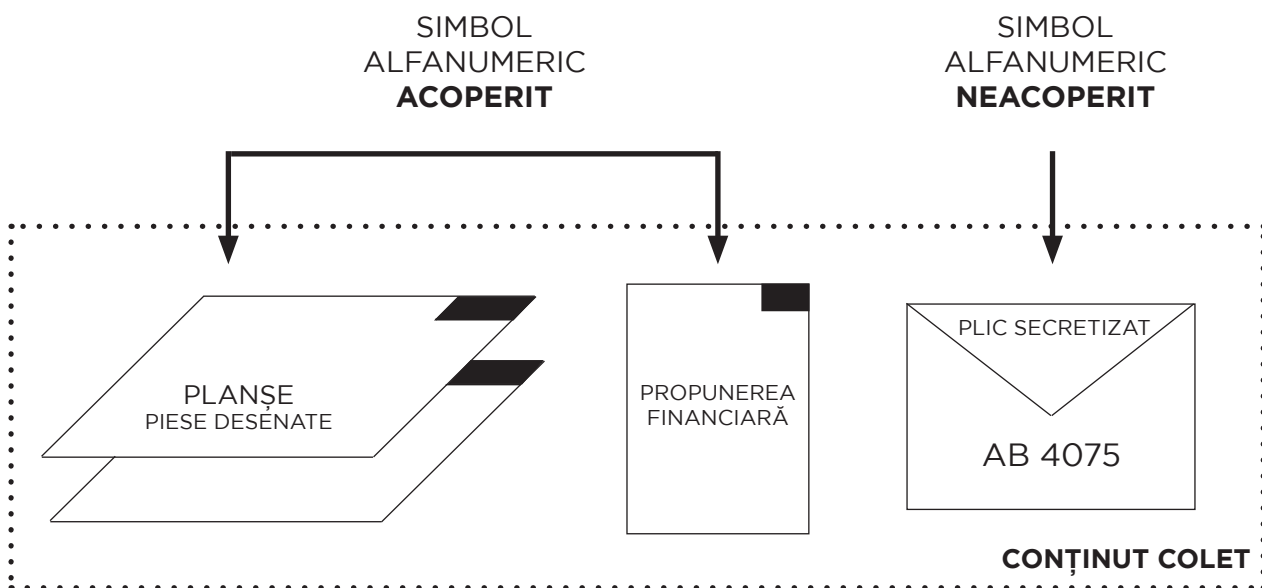 SIMBOL
ALFANUMERIC
ACOPERIT
SIMBOL
ALFANUMERIC
NEACOPERIT
PLANȘE
PIESE DESENATE
PROPUNEREA
FINANCIARĂ
PLIC SECRETIZAT
AB 4075
CONȚINUT COLET